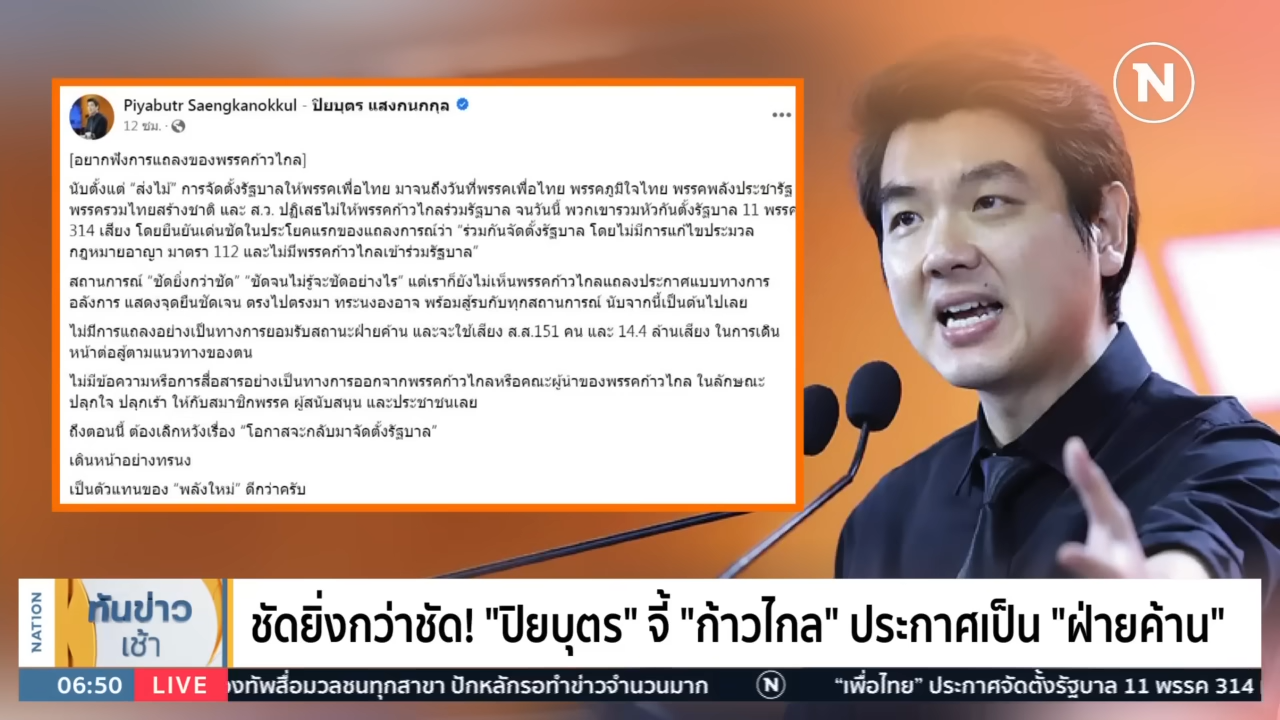 N
Piyabutr Saengkanokkul - ปิยบุตร แสงกนกกุล
12 ชม.
[อยากฟังการแถลงของพรรคก้าวไกล]
นับตั้งแต่ "ส่งไม้" การจัดตั้งรัฐบาลให้พรรคเพื่อไทย มาจนถึงวันที่พรรคเพื่อไทย พรรคภูมิใจไทย พรรคพลังประชารัฐ
พรรครวมไทยสร้างชาติ และ ส.ว. ปฏิเสธไม่ให้พรรคก้าวไกลร่วมรัฐบาล จนวันนี้ พวกเขารวมหัวกันตั้งรัฐบาล 11 พรรค
314 เสียง โดยยืนยันเด่นชัดในประโยคแรกของแถลงการณ์ว่า "ร่วมกันจัดตั้งรัฐบาล โดยไม่มีการแก้ไขประมวล
กฎหมายอาญา มาตรา 112 และไม่มีพรรคก้าวไกลเข้าร่วมรัฐบาล"
สถานการณ์ "ชัดยิ่งกว่าชัด" "ชัดจนไม่รู้จะชัดอย่างไร" แต่เราก็ยังไม่เห็นพรรคก้าวไกลแถลงประกาศแบบทางการ
อลังการ แสดงจุดยืนชัดเจน ตรงไปตรงมา ทระนงองอาจ พร้อมสู้รบกับทุกสถานการณ์ นับจากนี้เป็นต้นไปเลย
ไม่มีการแถลงอย่างเป็นทางการยอมรับสถานะฝ่ายค้าน และจะใช้เสียง ส.ส.151 คน และ 14.4 ล้านเสียง ในการเดิน
หน้าต่อสู้ตามแนวทางของตน
ไม่มีข้อความหรือการสื่อสารอย่างเป็นทางการออกจากพรรคก้าวไกลหรือคณะผู้นำของพรรคก้าวไกล ในลักษณะ
ปลุกใจ ปลุกเร้า ให้กับสมาชิกพรรค ผู้สนับสนุน และประชาชนเลย
ถึงตอนนี้ ต้องเลิกหวังเรื่อง "โอกาสจะกลับมาจัดตั้งรัฐบาล"
เดินหน้าอย่างทรนง
เป็นตัวแทนของ "พลังใหม่" ดีกว่าครับ
NATION
ทันข่าว
เช้า
ชัดยิ่งกว่าชัด! "ปิยบุตร" จี้ "ก้าวไกล" ประกาศเป็น "ฝ่ายค้าน"
06:50 LIVE องทัพสื่อมวลชนทุกสาขา ปักหลักรอทำข่าวจำนวนมาก N "เพื่อไทย" ประกาศจัดตั้งรัฐบาล 11 พรรค 314